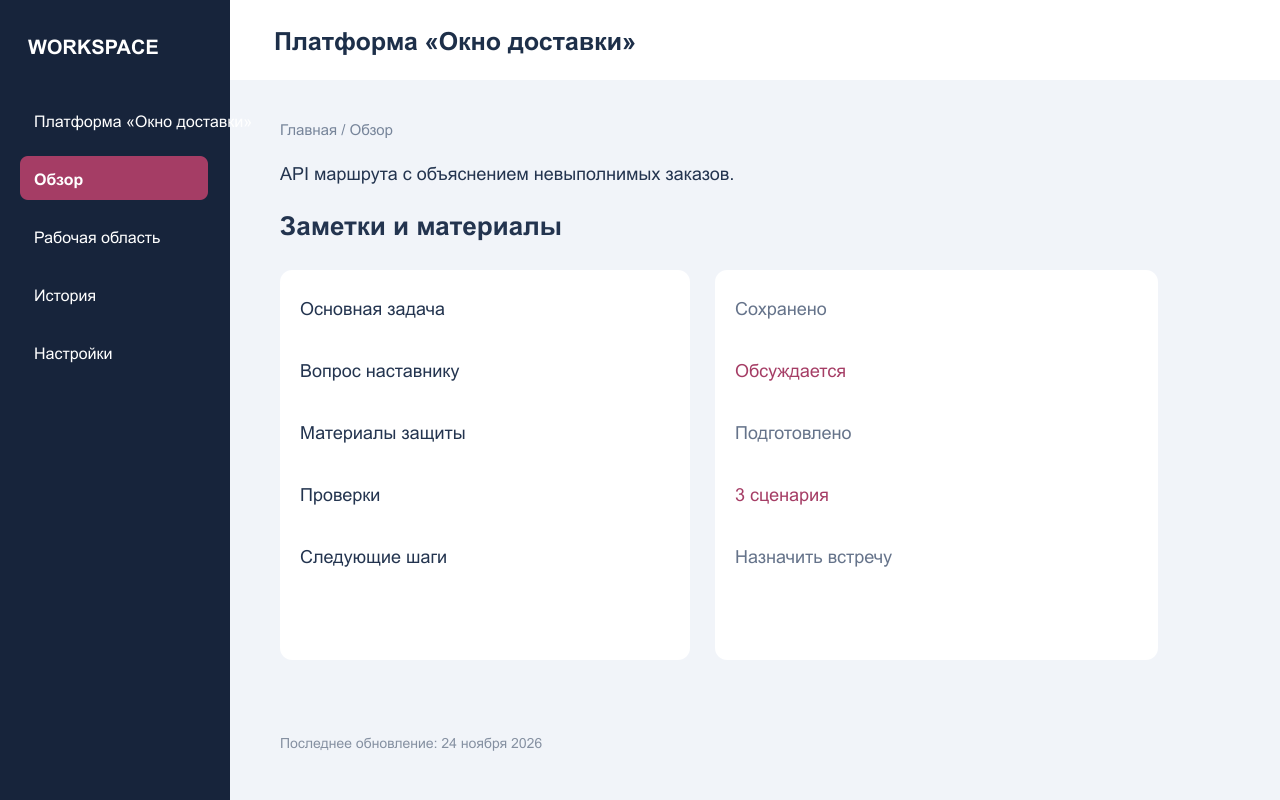 WORKSPACE
Платформа «Окно доставки»
Обзор
Рабочая область
История
Настройки
Платформа «Окно доставки»
Главная / Обзор
API маршрута с объяснением невыполнимых заказов.
Заметки и материалы
Основная задача
Сохранено
Вопрос наставнику
Обсуждается
Материалы защиты
Подготовлено
Проверки
3 сценария
Следующие шаги
Назначить встречу
Последнее обновление: 24 ноября 2026